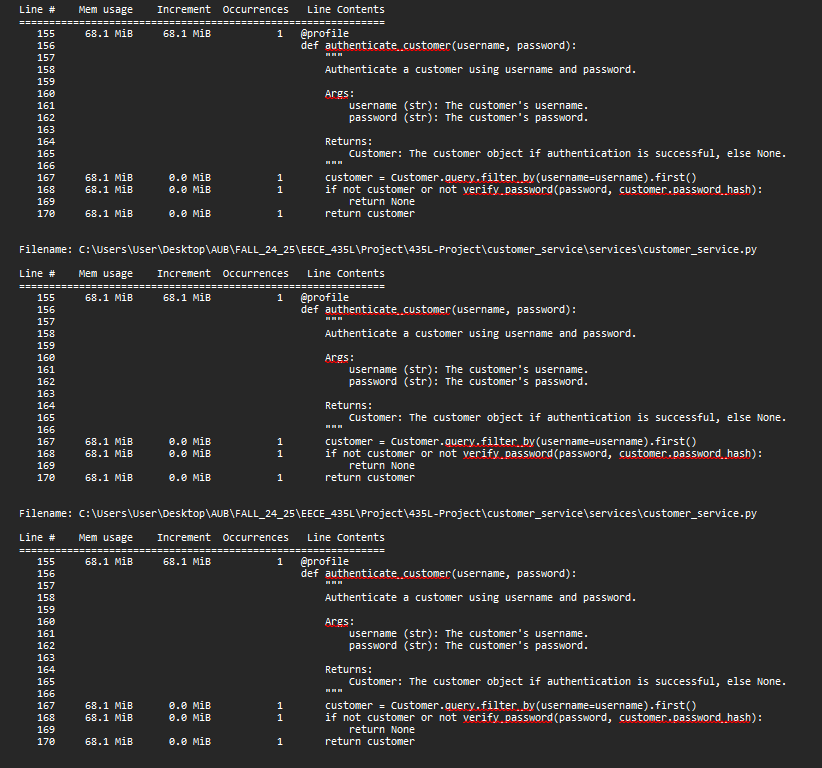 Line #    Mem usage    Increment  Occurrences   Line Contents
=============================================================
   155     68.1 MiB     68.1 MiB           1   @profile
   156                                         def authenticate_customer(username, password):
   157                                             """
   158                                             Authenticate a customer using username and password.
   159
   160                                             Args:
   161                                                 username (str): The customer's username.
   162                                                 password (str): The customer's password.
   163
   164                                             Returns:
   165                                                 Customer: The customer object if authentication is successful, else None.
   166                                             """
   167     68.1 MiB      0.0 MiB           1       customer = Customer.query.filter_by(username=username).first()
   168     68.1 MiB      0.0 MiB           1       if not customer or not verify_password(password, customer.password_hash):
   169                                                 return None
   170     68.1 MiB      0.0 MiB           1       return customer
Filename: C:\Users\User\Desktop\AUB\FALL_24_25\EECE_435L\Project\435L-Project\customer_service\services\customer_service.py
Line #    Mem usage    Increment  Occurrences   Line Contents
=============================================================
   155     68.1 MiB     68.1 MiB           1   @profile
   156                                         def authenticate_customer(username, password):
   157                                             """
   158                                             Authenticate a customer using username and password.
   159
   160                                             Args:
   161                                                 username (str): The customer's username.
   162                                                 password (str): The customer's password.
   163
   164                                             Returns:
   165                                                 Customer: The customer object if authentication is successful, else None.
   166                                             """
   167     68.1 MiB      0.0 MiB           1       customer = Customer.query.filter_by(username=username).first()
   168     68.1 MiB      0.0 MiB           1       if not customer or not verify_password(password, customer.password_hash):
   169                                                 return None
   170     68.1 MiB      0.0 MiB           1       return customer
Filename: C:\Users\User\Desktop\AUB\FALL_24_25\EECE_435L\Project\435L-Project\customer_service\services\customer_service.py
Line #    Mem usage    Increment  Occurrences   Line Contents
=============================================================
   155     68.1 MiB     68.1 MiB           1   @profile
   156                                         def authenticate_customer(username, password):
   157                                             """
   158                                             Authenticate a customer using username and password.
   159
   160                                             Args:
   161                                                 username (str): The customer's username.
   162                                                 password (str): The customer's password.
   163
   164                                             Returns:
   165                                                 Customer: The customer object if authentication is successful, else None.
   166                                             """
   167     68.1 MiB      0.0 MiB           1       customer = Customer.query.filter_by(username=username).first()
   168     68.1 MiB      0.0 MiB           1       if not customer or not verify_password(password, customer.password_hash):
   169                                                 return None
   170     68.1 MiB      0.0 MiB           1       return customer